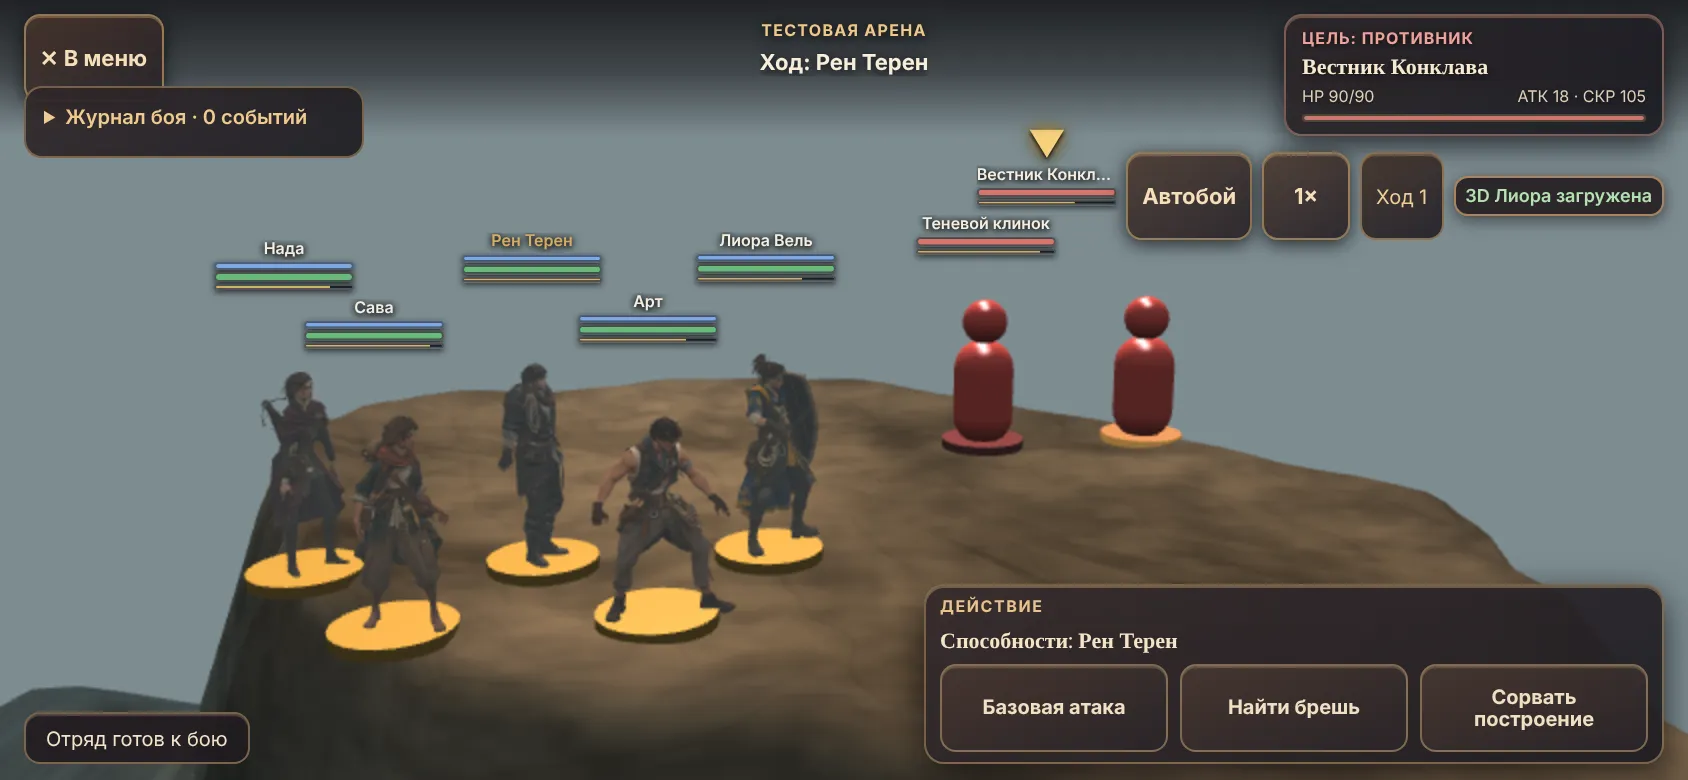 ТЕСТОВАЯ АРЕНА
Ход: Рен Терен
✕ В меню
▶ Журнал боя · 0 событий
ЦЕЛЬ: ПРОТИВНИК
Вестник Конклава
HP 90/90
АТК 18 · СКР 105
Вестник Конкл...
Автобой
1×
Ход 1
3D Лиора загружена
Теневой клинок
Нада
Рен Терен
Лиора Вель
Сава
Арт
ДЕЙСТВИЕ
Способности: Рен Терен
Базовая атака
Найти брешь
Сорвать
построение
Отряд готов к бою